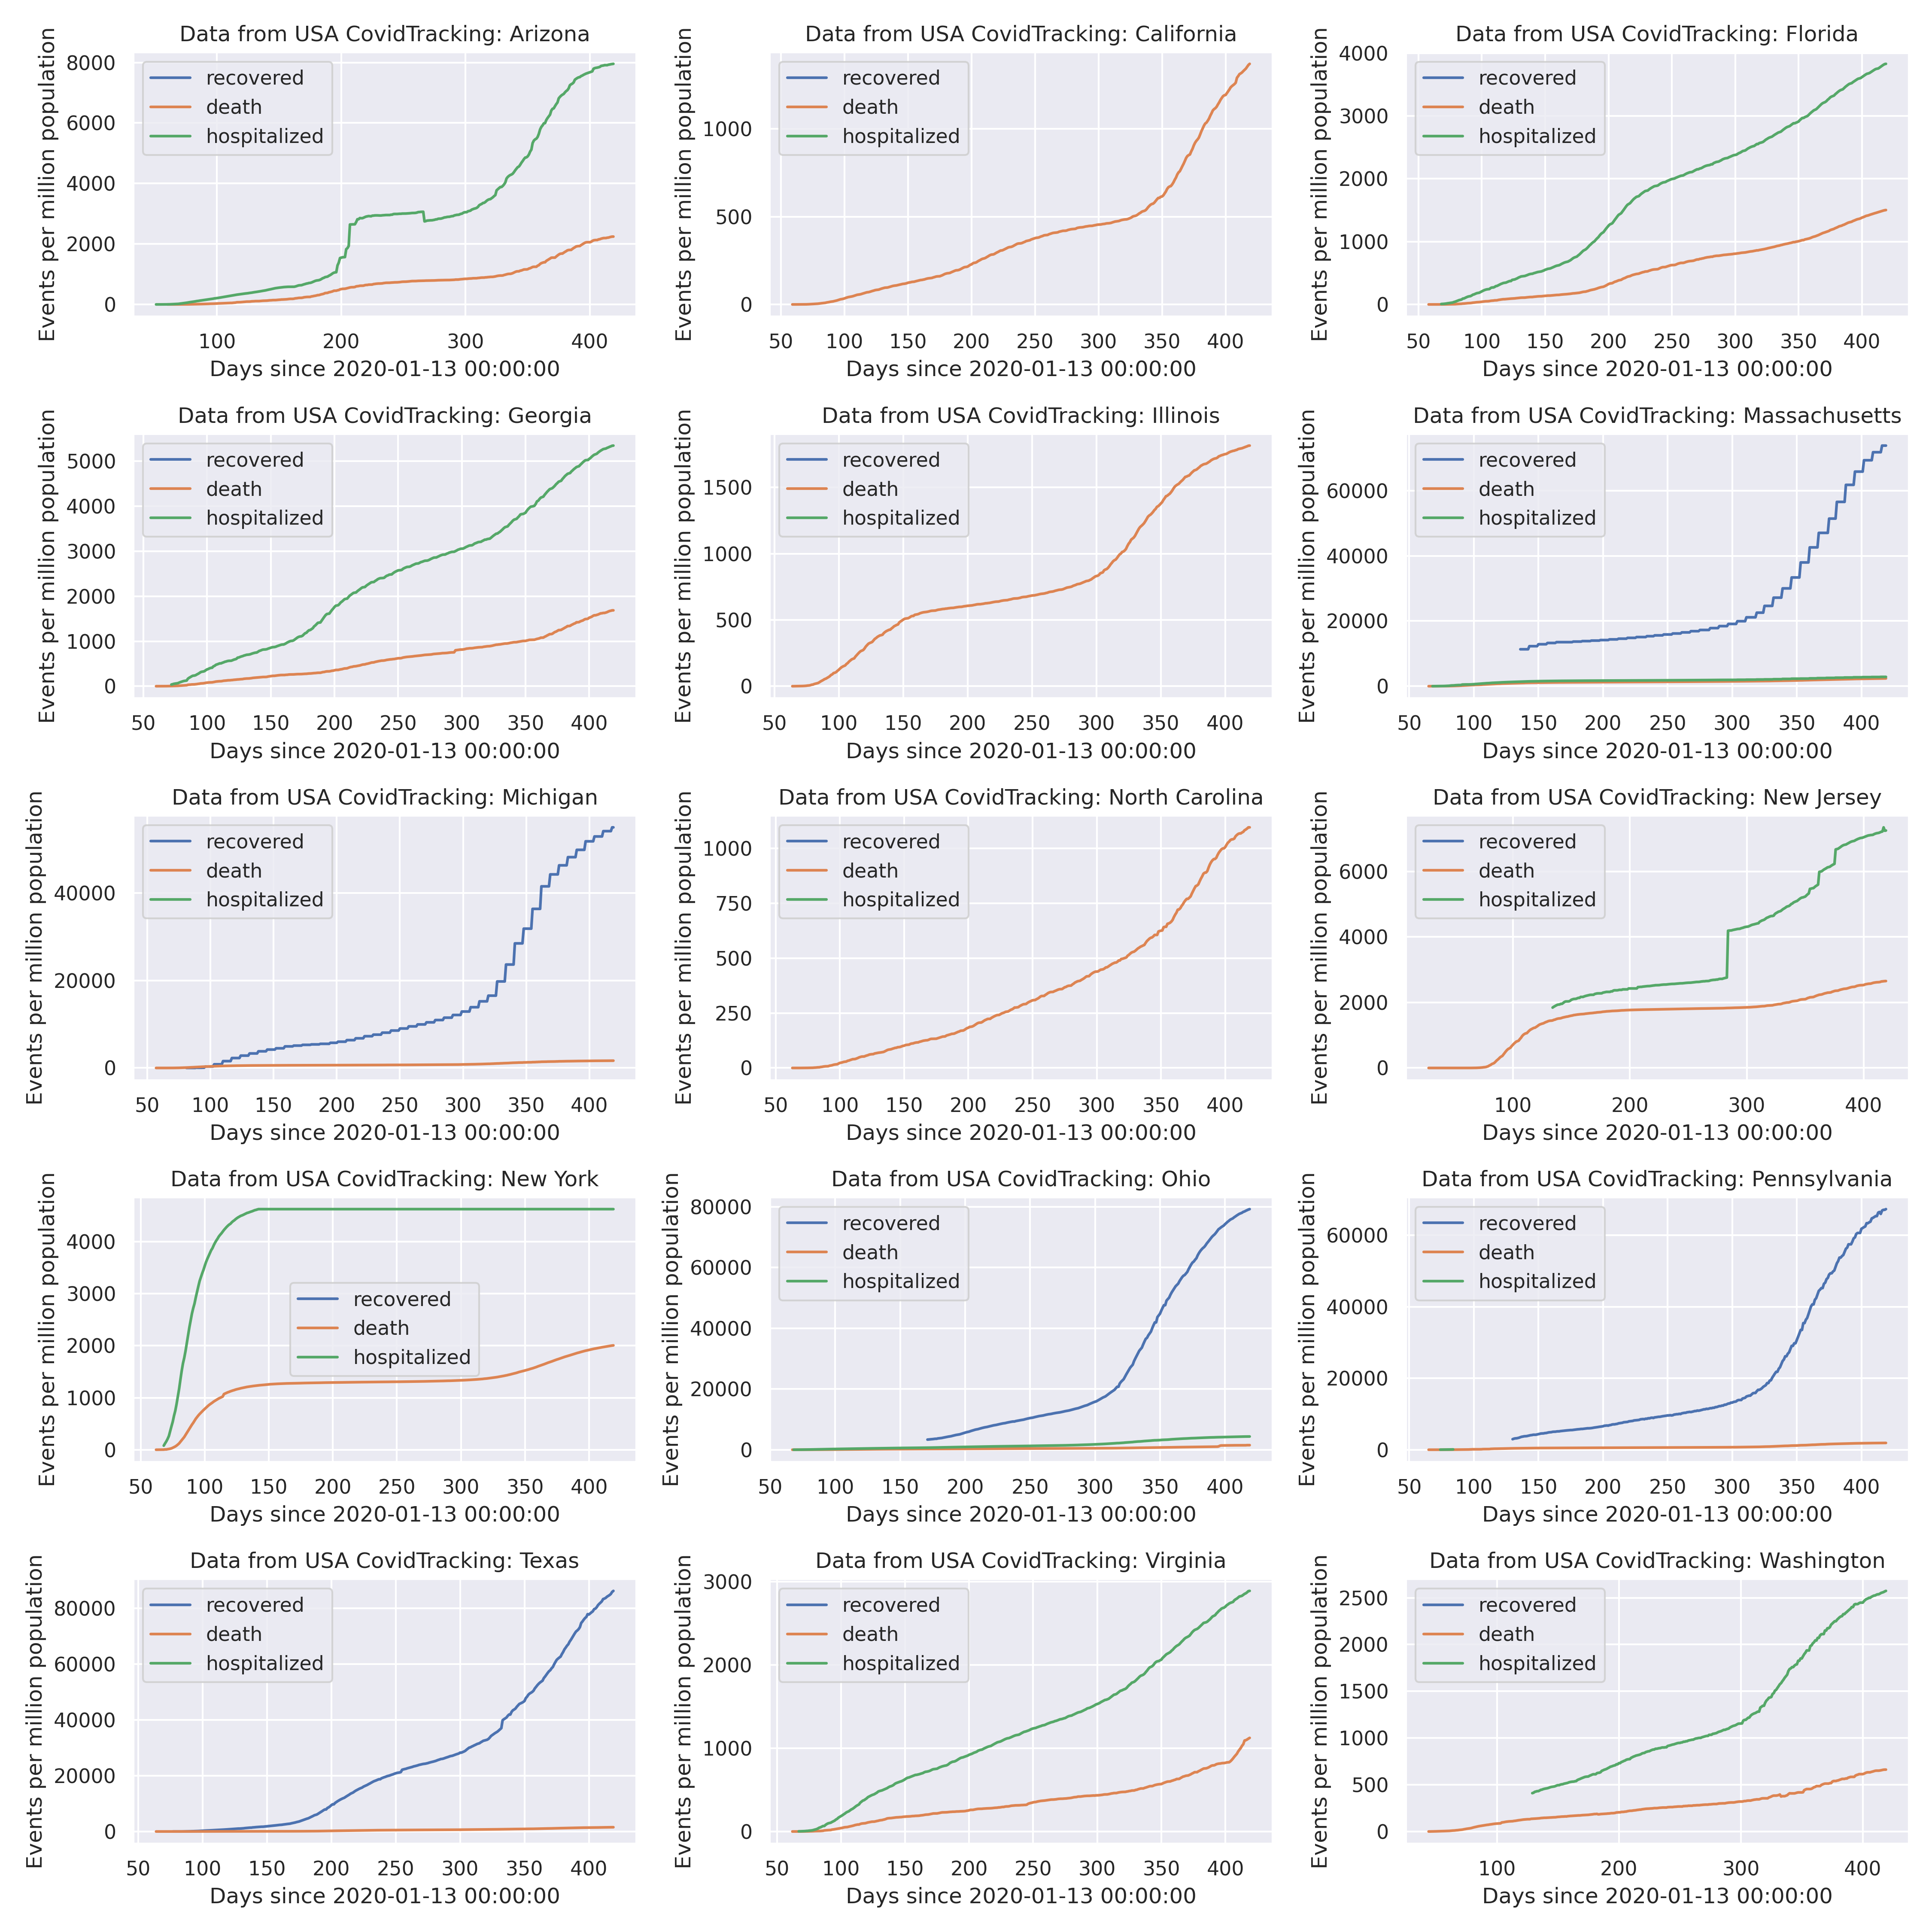 Data from USA CovidTracking: Arizona
Events per million population
8000
6000
4000
2000
0
recovered
death
hospitalized
100 200 300 400
Days since 2020-01-13 00:00:00
Data from USA CovidTracking: California
Events per million population
1000
500
0
recovered
death
hospitalized
50 100 150 200 250 300 350 400
Days since 2020-01-13 00:00:00
Data from USA CovidTracking: Florida
Events per million population
4000
3000
2000
1000
0
recovered
death
hospitalized
50 100 150 200 250 300 350 400
Days since 2020-01-13 00:00:00
Data from USA CovidTracking: Georgia
Events per million population
5000
4000
3000
2000
1000
0
recovered
death
hospitalized
50 100 150 200 250 300 350 400
Days since 2020-01-13 00:00:00
Data from USA CovidTracking: Illinois
Events per million population
1500
1000
500
0
recovered
death
hospitalized
50 100 150 200 250 300 350 400
Days since 2020-01-13 00:00:00
Data from USA CovidTracking: Massachusetts
Events per million population
60000
40000
20000
0
recovered
death
hospitalized
50 100 150 200 250 300 350 400
Days since 2020-01-13 00:00:00
Data from USA CovidTracking: Michigan
Events per million population
40000
20000
0
recovered
death
hospitalized
50 100 150 200 250 300 350 400
Days since 2020-01-13 00:00:00
Data from USA CovidTracking: North Carolina
Events per million population
1000
750
500
250
0
recovered
death
hospitalized
50 100 150 200 250 300 350 400
Days since 2020-01-13 00:00:00
Data from USA CovidTracking: New Jersey
Events per million population
6000
4000
2000
0
recovered
death
hospitalized
100 200 300 400
Days since 2020-01-13 00:00:00
Data from USA CovidTracking: New York
Events per million population
4000
3000
2000
1000
0
recovered
death
hospitalized
50 100 150 200 250 300 350 400
Days since 2020-01-13 00:00:00
Data from USA CovidTracking: Ohio
Events per million population
80000
60000
40000
20000
0
recovered
death
hospitalized
50 100 150 200 250 300 350 400
Days since 2020-01-13 00:00:00
Data from USA CovidTracking: Pennsylvania
Events per million population
60000
40000
20000
0
recovered
death
hospitalized
50 100 150 200 250 300 350 400
Days since 2020-01-13 00:00:00
Data from USA CovidTracking: Texas
Events per million population
80000
60000
40000
20000
0
recovered
death
hospitalized
50 100 150 200 250 300 350 400
Days since 2020-01-13 00:00:00
Data from USA CovidTracking: Virginia
Events per million population
3000
2000
1000
0
recovered
death
hospitalized
50 100 150 200 250 300 350 400
Days since 2020-01-13 00:00:00
Data from USA CovidTracking: Washington
Events per million population
2500
2000
1500
1000
500
0
recovered
death
hospitalized
100 200 300 400
Days since 2020-01-13 00:00:00